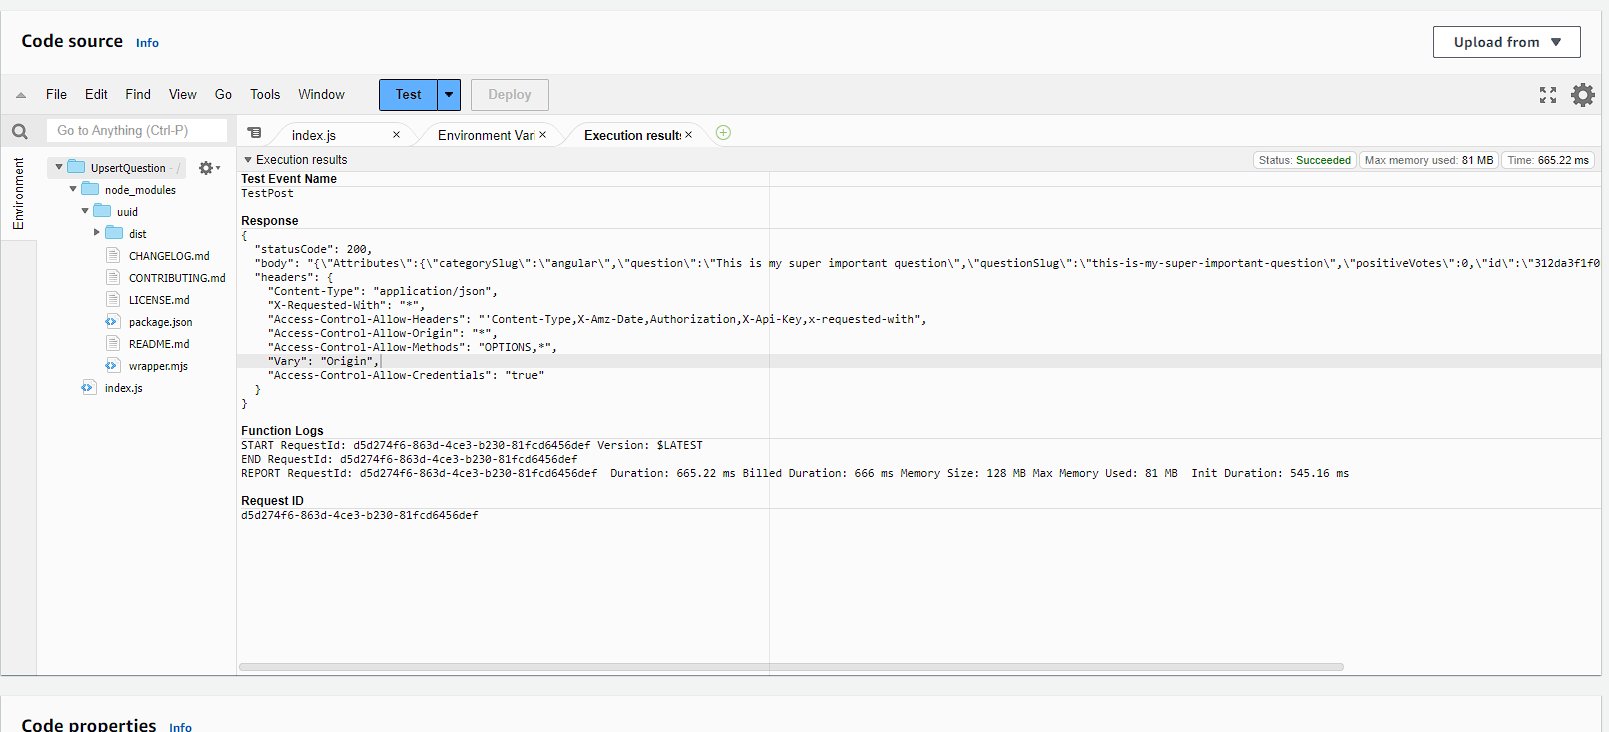 Code source Info
Upload from
File Edit Find View Go Tools Window Test Deploy
Go to Anything (Ctrl-P)
index.js Environment Vari Execution results
Environment
UpsertQuestion - /
node_modules
uuid
dist
CHANGELOG.md
CONTRIBUTING.md
LICENSE.md
package.json
README.md
wrapper.mjs
index.js
Execution results
Status: Succeeded Max memory used: 81 MB Time: 665.22 ms
Test Event Name
TestPost
Response
{
"statusCode": 200,
"body": "{\"Attributes\":{\"categorySlug\":\"angular\",\"question\":\"This is my super important question\",\"questionSlug\":\"this-is-my-super-important-question\",\"positiveVotes\":0,\"id\":\"312da3f1f0
"headers": {
"Content-Type": "application/json",
"X-Requested-With": "*",
"Access-Control-Allow-Headers": "'Content-Type,X-Amz-Date,Authorization,X-Api-Key,x-requested-with",
"Access-Control-Allow-Origin": "*",
"Access-Control-Allow-Methods": "OPTIONS,*",
"Vary": "Origin",
"Access-Control-Allow-Credentials": "true"
}
}
Function Logs
START RequestId: d5d274f6-863d-4ce3-b230-81fcd6456def Version: $LATEST
END RequestId: d5d274f6-863d-4ce3-b230-81fcd6456def
REPORT RequestId: d5d274f6-863d-4ce3-b230-81fcd6456def Duration: 665.22 ms Billed Duration: 666 ms Memory Size: 128 MB Max Memory Used: 81 MB Init Duration: 545.16 ms
Request ID
d5d274f6-863d-4ce3-b230-81fcd6456def
Code properties Info